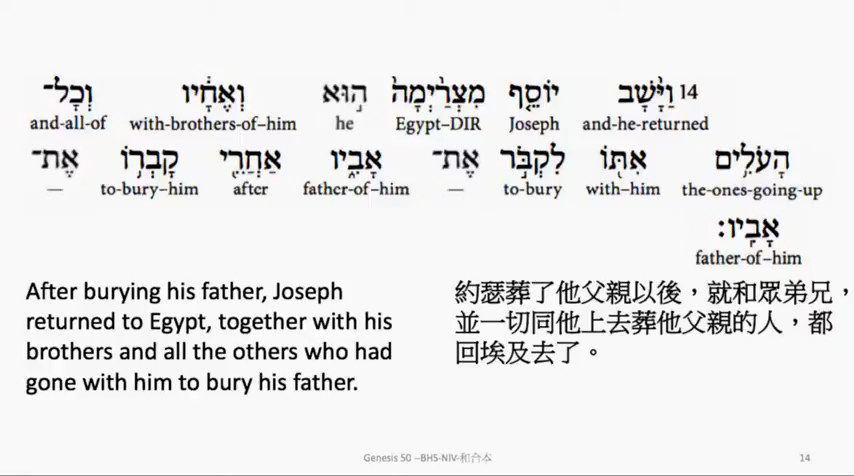 14 וַיָּ֨שָׁב יוֹסֵ֤ף מִצְרַ֙יְמָה֙ ה֣וּא וְאֶחָ֔יו וְכָל־
and-all-of with-brothers-of–him he Egypt–DIR Joseph and-he-returned
הָעֹלִ֥ים אִתּ֖וֹ לִקְבֹּ֣ר אֶת־ אָבִ֑יו אַחֲרֵ֖י קָבְר֥וֹ אֶת־
— to-bury–him after father-of–him — to-bury with–him the-ones-going-up
אָבִֽיו׃
father-of–him
After burying his father, Joseph
returned to Egypt, together with his
brothers and all the others who had
gone with him to bury his father.
約瑟葬了他父親以後，就和眾弟兄，
並一切同他上去葬他父親的人，都
回埃及去了。
Genesis 50 --BHS-NIV-和合本
14